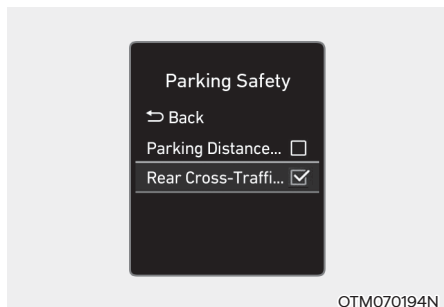 Parking Safety
Back
Parking Distance...
Rear Cross-Traffi...
OTM070194N